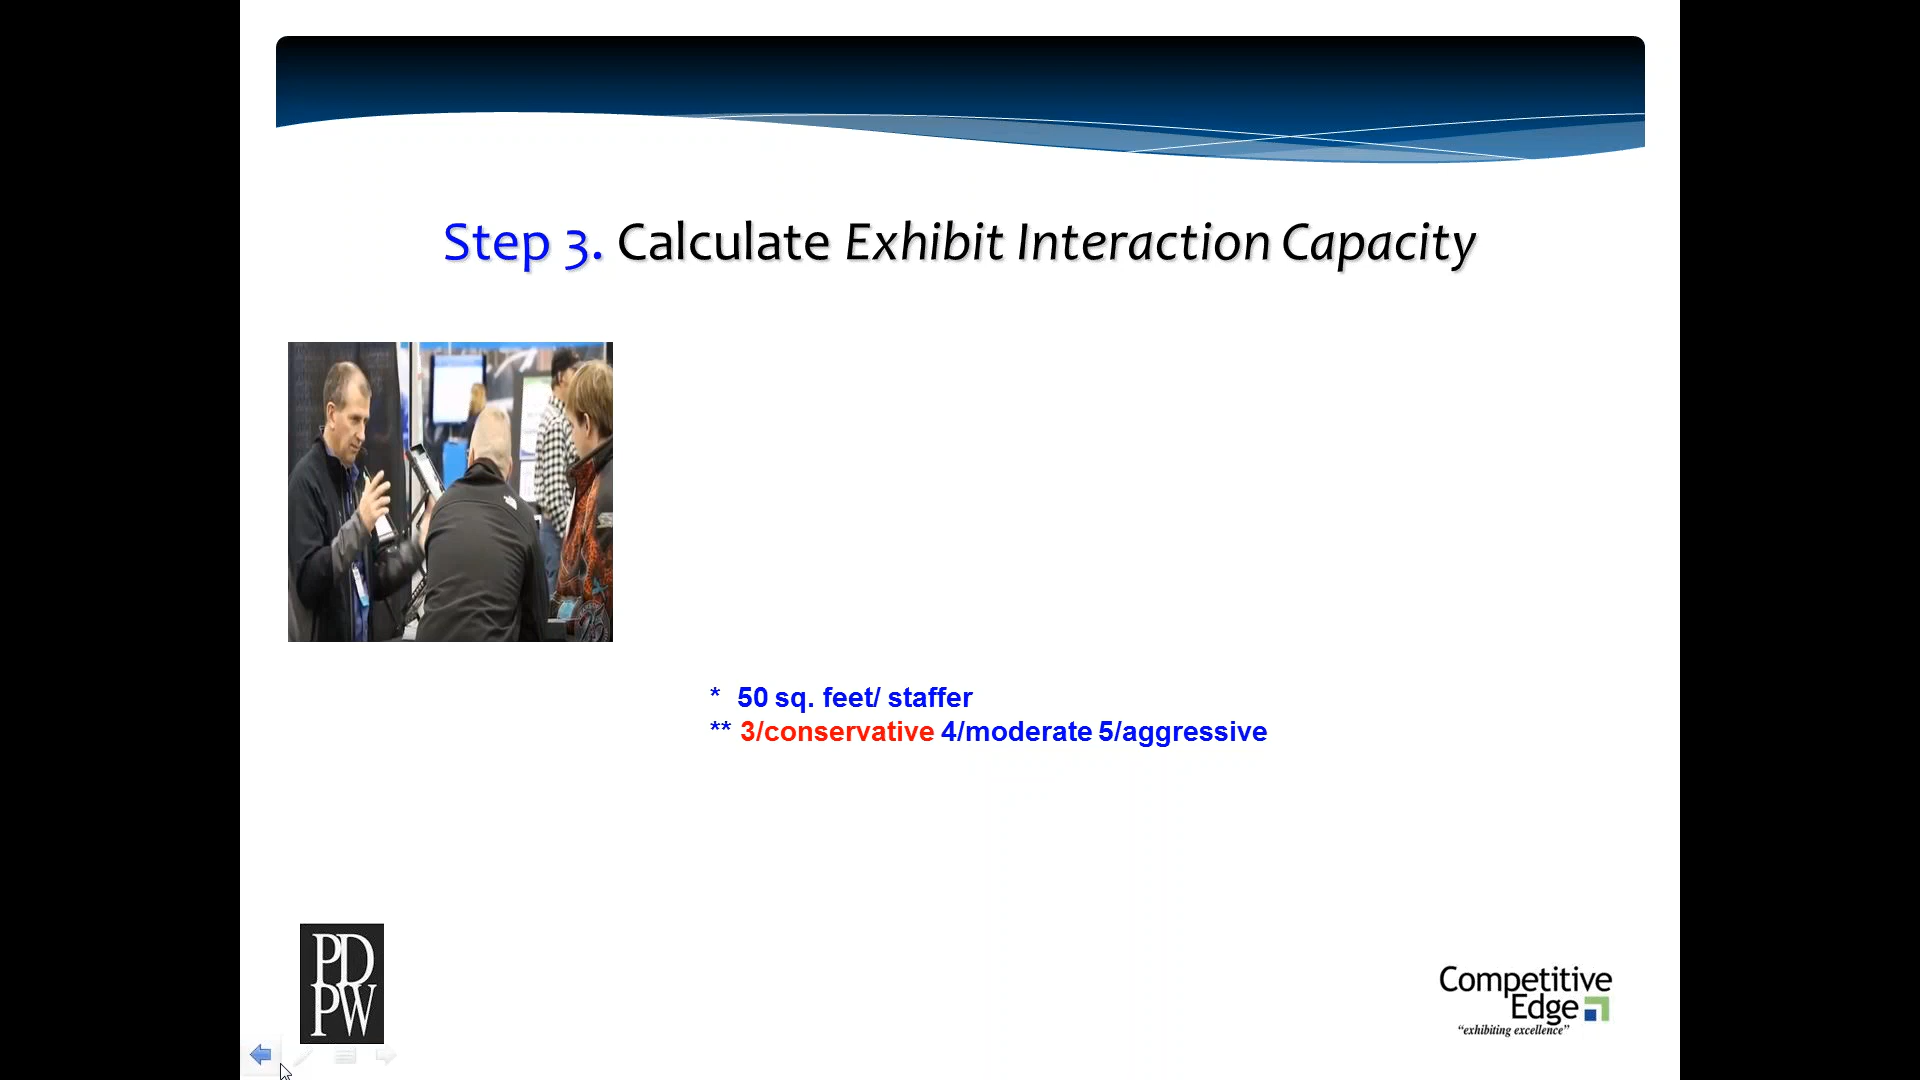 Step 3. Calculate Exhibit Interaction Capacity
* 50 sq. feet/ staffer
** 3/conservative 4/moderate 5/aggressive
PD
PW
Competitive
Edge
“exhibiting excellence”